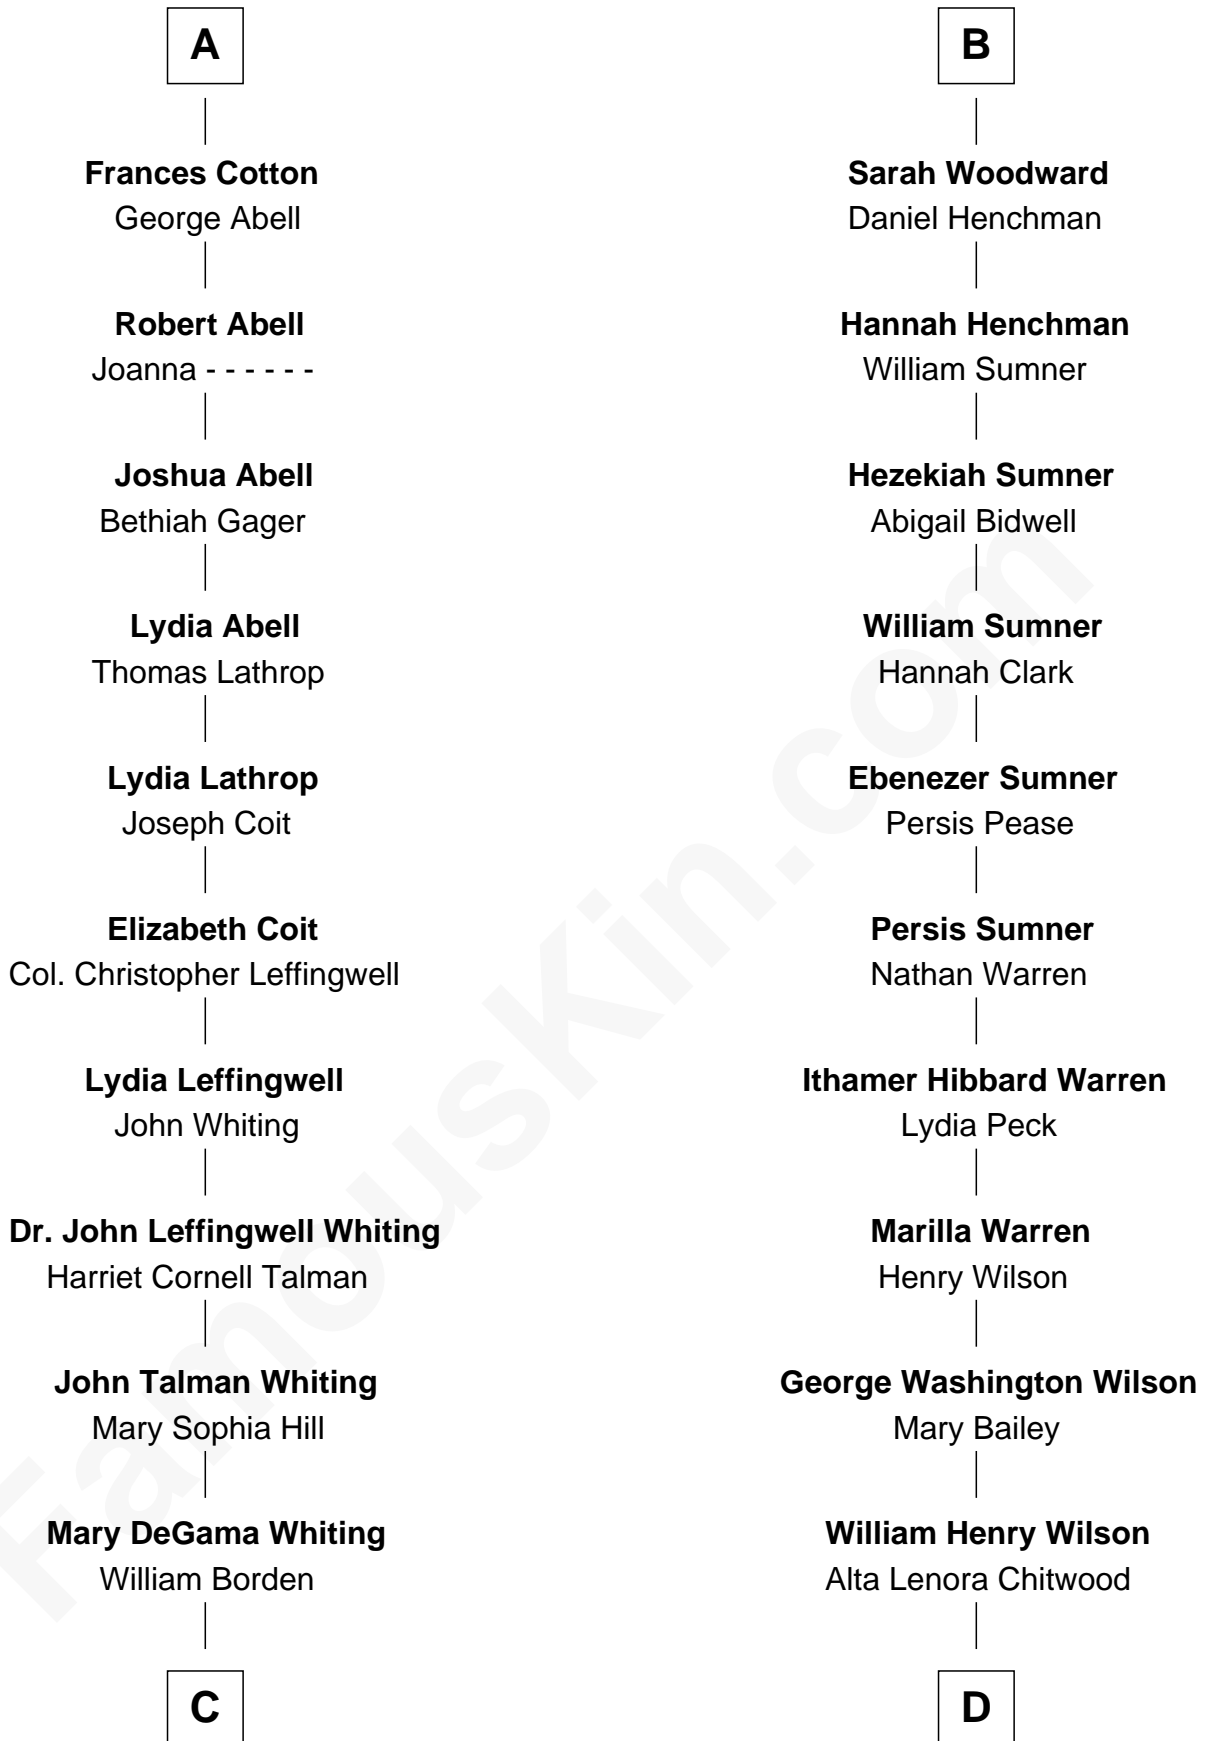 A
Frances Cotton
George Abell
Robert Abell
Joanna - - - - - -
Joshua Abell
Bethiah Gager
Lydia Abell
Thomas Lathrop
Lydia Lathrop
Joseph Coit
Elizabeth Coit
Col. Christopher Leffingwell
Lydia Leffingwell
John Whiting
Dr. John Leffingwell Whiting
Harriet Cornell Talman
John Talman Whiting
Mary Sophia Hill
Mary DeGama Whiting
William Borden
C
B
Sarah Woodward
Daniel Henchman
Hannah Henchman
William Sumner
Hezekiah Sumner
Abigail Bidwell
William Sumner
Hannah Clark
Ebenezer Sumner
Persis Pease
Persis Sumner
Nathan Warren
Ithamer Hibbard Warren
Lydia Peck
Marilla Warren
Henry Wilson
George Washington Wilson
Mary Bailey
William Henry Wilson
Alta Lenora Chitwood
D
FamousKin.com